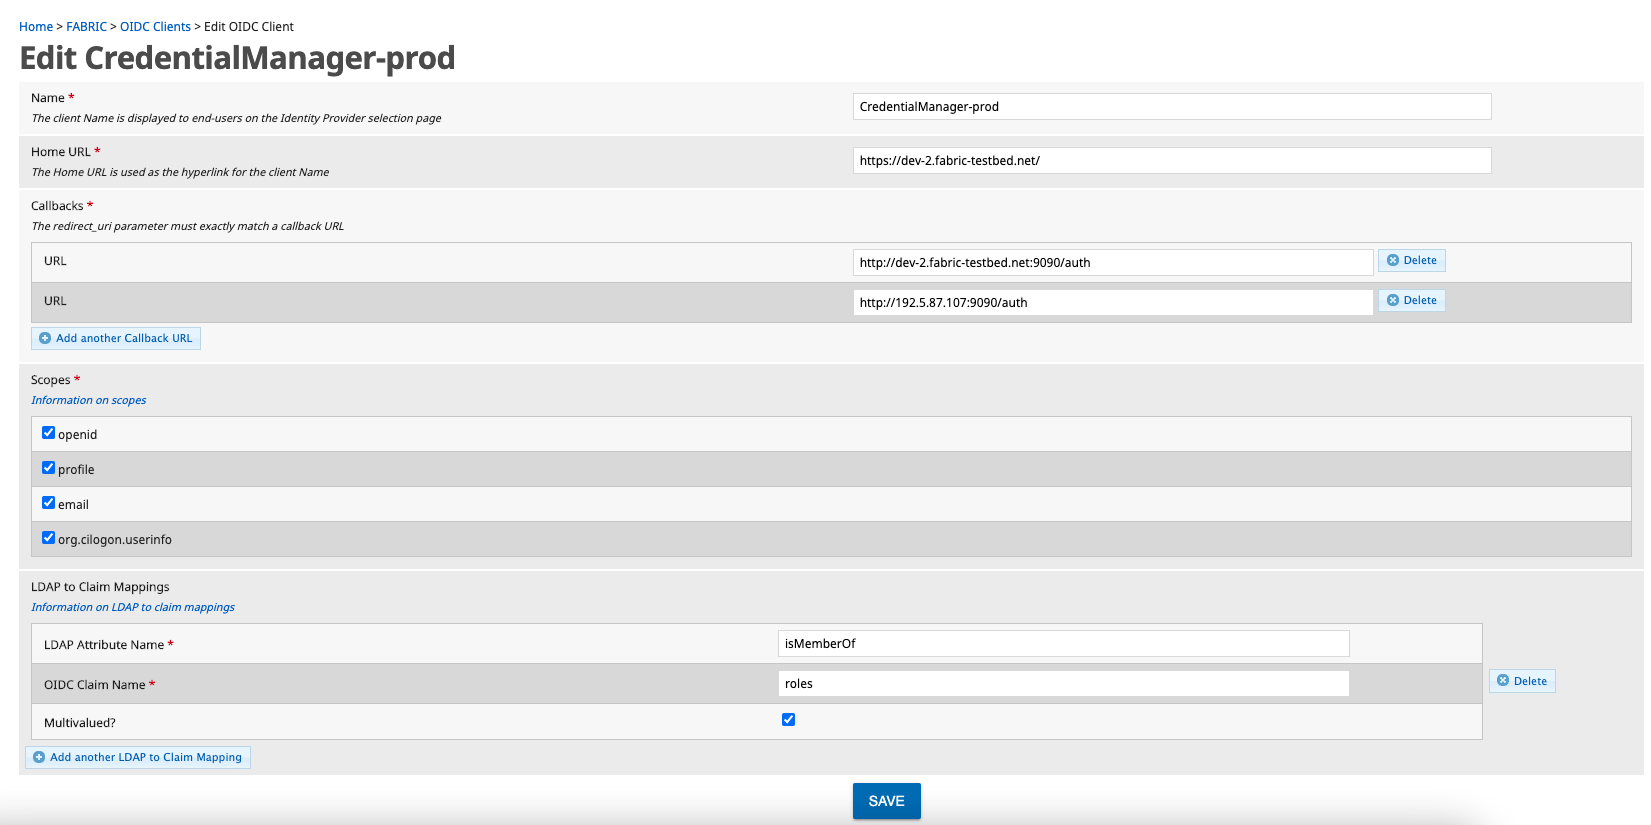 Home > FABRIC > OIDC Clients > Edit OIDC Client
Edit CredentialManager-prod
Name *
The client Name is displayed to end-users on the Identity Provider selection page
CredentialManager-prod
Home URL *
The Home URL is used as the hyperlink for the client Name
https://dev-2.fabric-testbed.net/
Callbacks *
The redirect_uri parameter must exactly match a callback URL
URL http://dev-2.fabric-testbed.net:9090/auth Delete
URL http://192.5.87.107:9090/auth Delete
Add another Callback URL
Scopes *
Information on scopes
openid
profile
email
org.cilogon.userinfo
LDAP to Claim Mappings
Information on LDAP to claim mappings
LDAP Attribute Name * isMemberOf
OIDC Claim Name * roles Delete
Multivalued?
Add another LDAP to Claim Mapping
SAVE